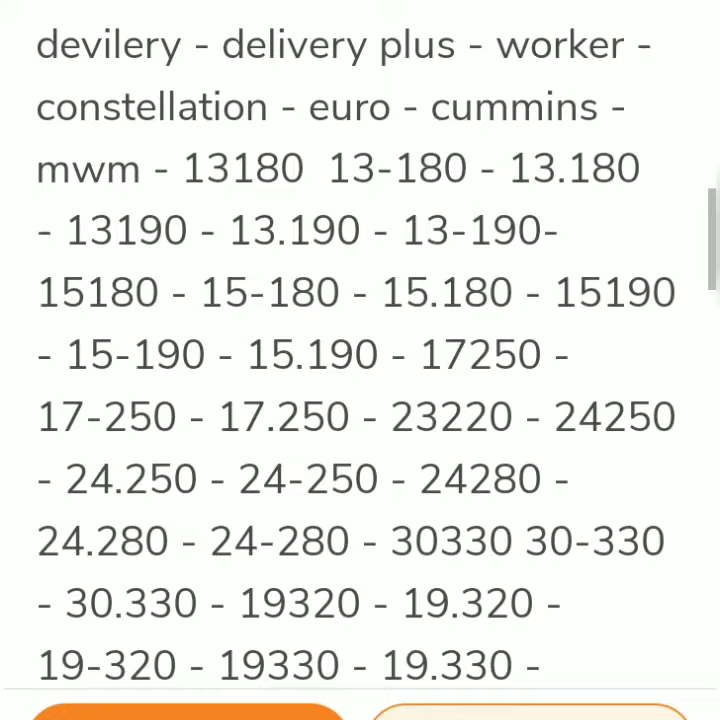 devilery - delivery plus - worker -
constellation - euro - cummins -
mwm - 13180  13-180 - 13.180
- 13190 - 13.190 - 13-190-
15180 - 15-180 - 15.180 - 15190
- 15-190 - 15.190 - 17250 -
17-250 - 17.250 - 23220 - 24250
- 24.250 - 24-250 - 24280 -
24.280 - 24-280 - 30330 30-330
- 30.330 - 19320 - 19.320 -
19-320 - 19330 - 19.330 -